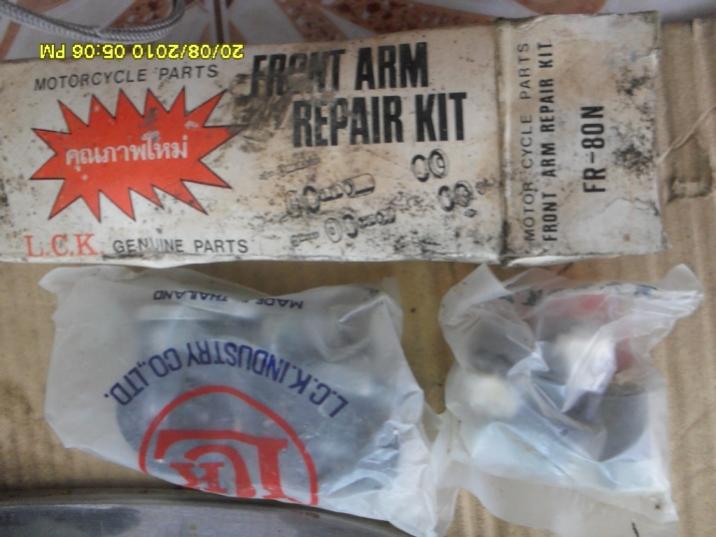 20/08/2010 05:06 PM
MOTORCYCLE PARTS
FRONT ARM
REPAIR KIT
คุณภาพใหม่
L.C.K. GENUINE PARTS
MOTOR CYCLE PARTS
FRONT ARM REPAIR KIT
FR-80N
MADE IN THAILAND
L.C.K.INDUSTRY CO.,LTD.